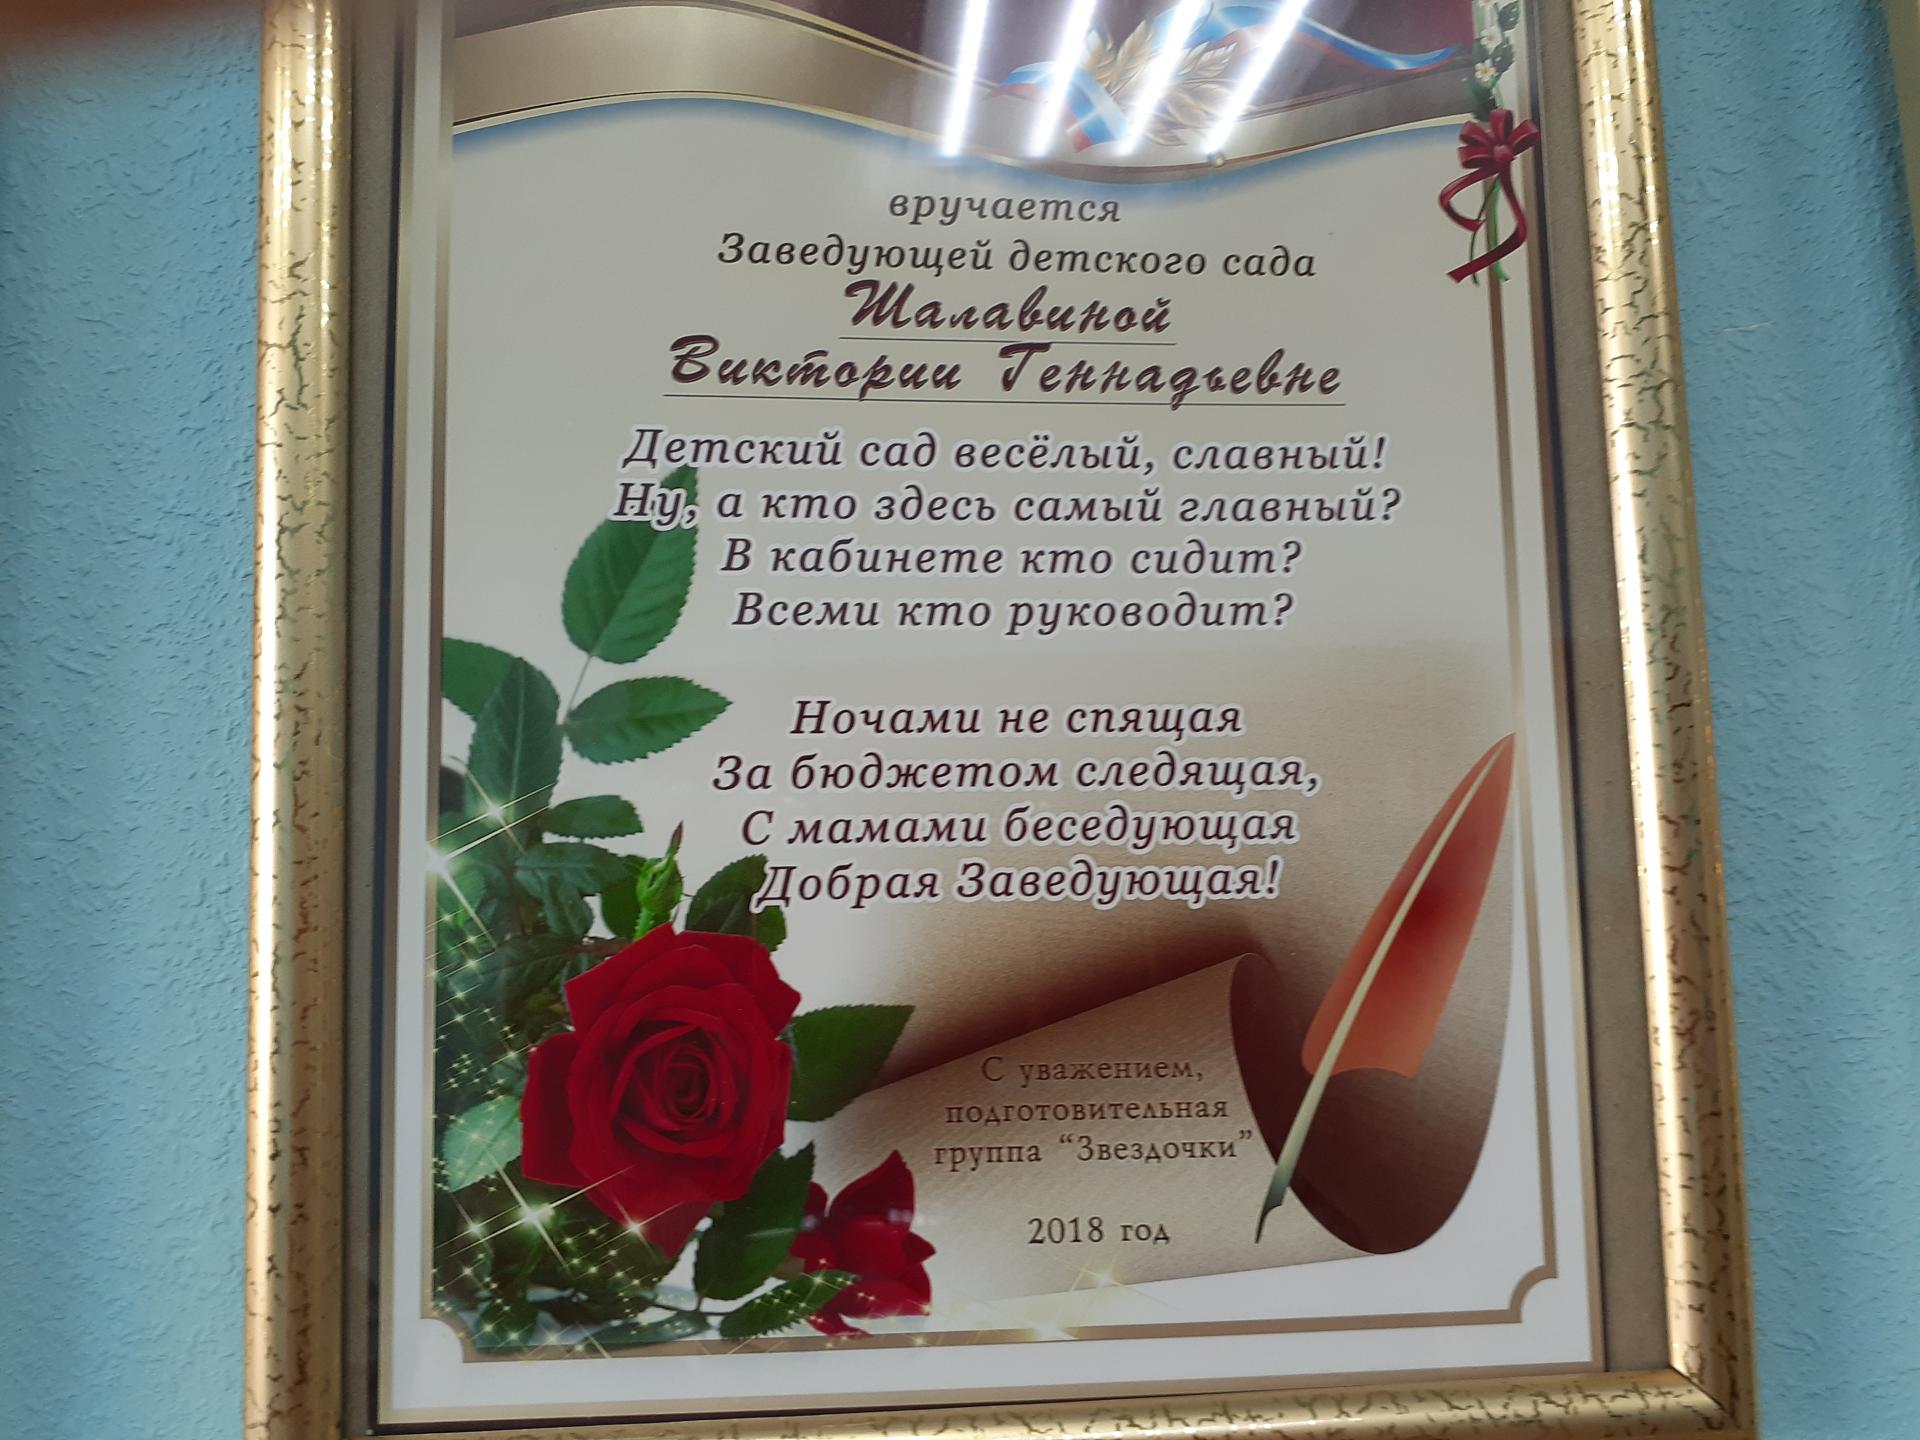 вручается
Заведующей детского сада
Шалавиной
Виктории Геннадьевне
Детский сад весёлый, славный!
Ну, а кто здесь самый главный?
В кабинете кто сидит?
Всеми кто руководит?
Ночами не спящая
За бюджетом следящая,
С мамами беседующая
Добрая Заведующая!
С уважением,
подготовительная
группа “Звездочки”
2018 год